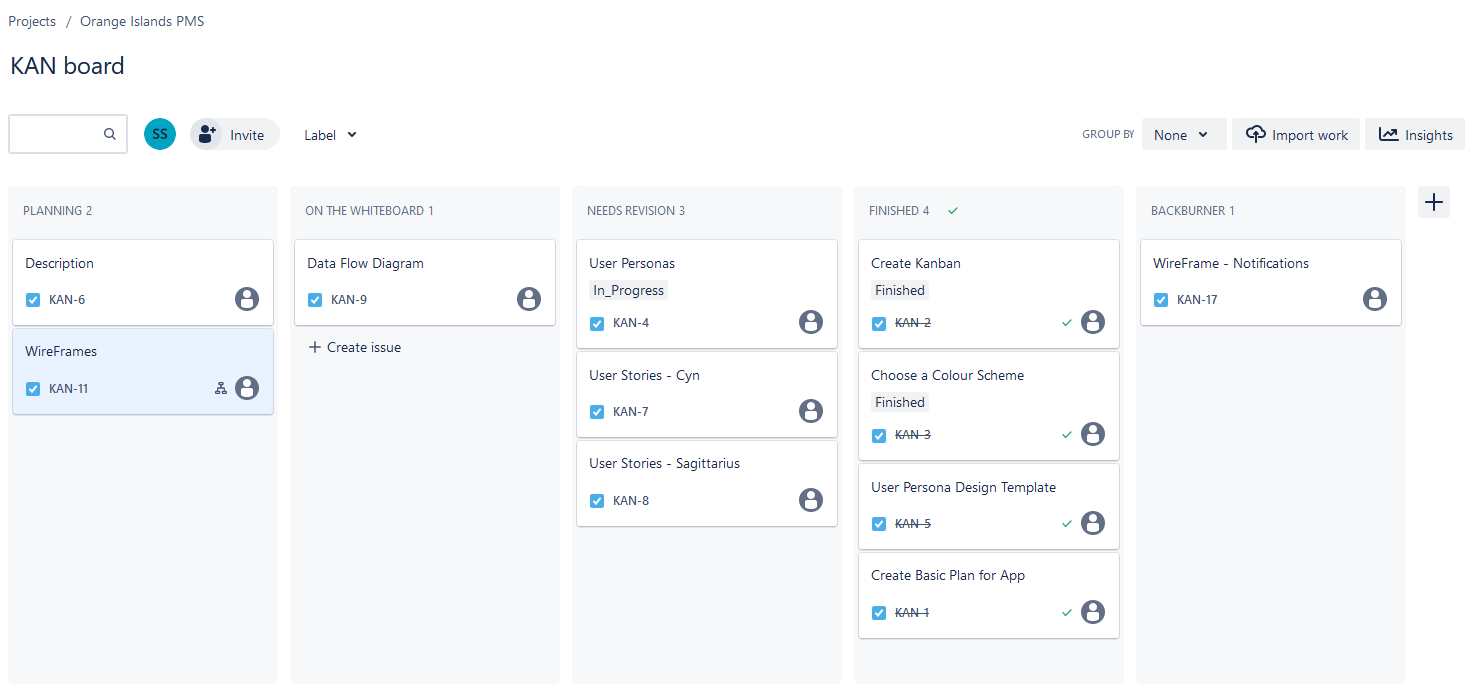 Projects / Orange Islands PMS
KAN board
SS
Invite
Label
GROUP BY
None
Import work
Insights
PLANNING 2
Description
KAN-6
WireFrames
KAN-11
ON THE WHITEBOARD 1
Data Flow Diagram
KAN-9
+ Create issue
NEEDS REVISION 3
User Personas
In_Progress
KAN-4
User Stories - Cyn
KAN-7
User Stories - Sagittarius
KAN-8
FINISHED 4
Create Kanban
Finished
KAN-2
Choose a Colour Scheme
Finished
KAN-3
User Persona Design Template
KAN-5
Create Basic Plan for App
KAN-1
BACKBURNER 1
WireFrame - Notifications
KAN-17